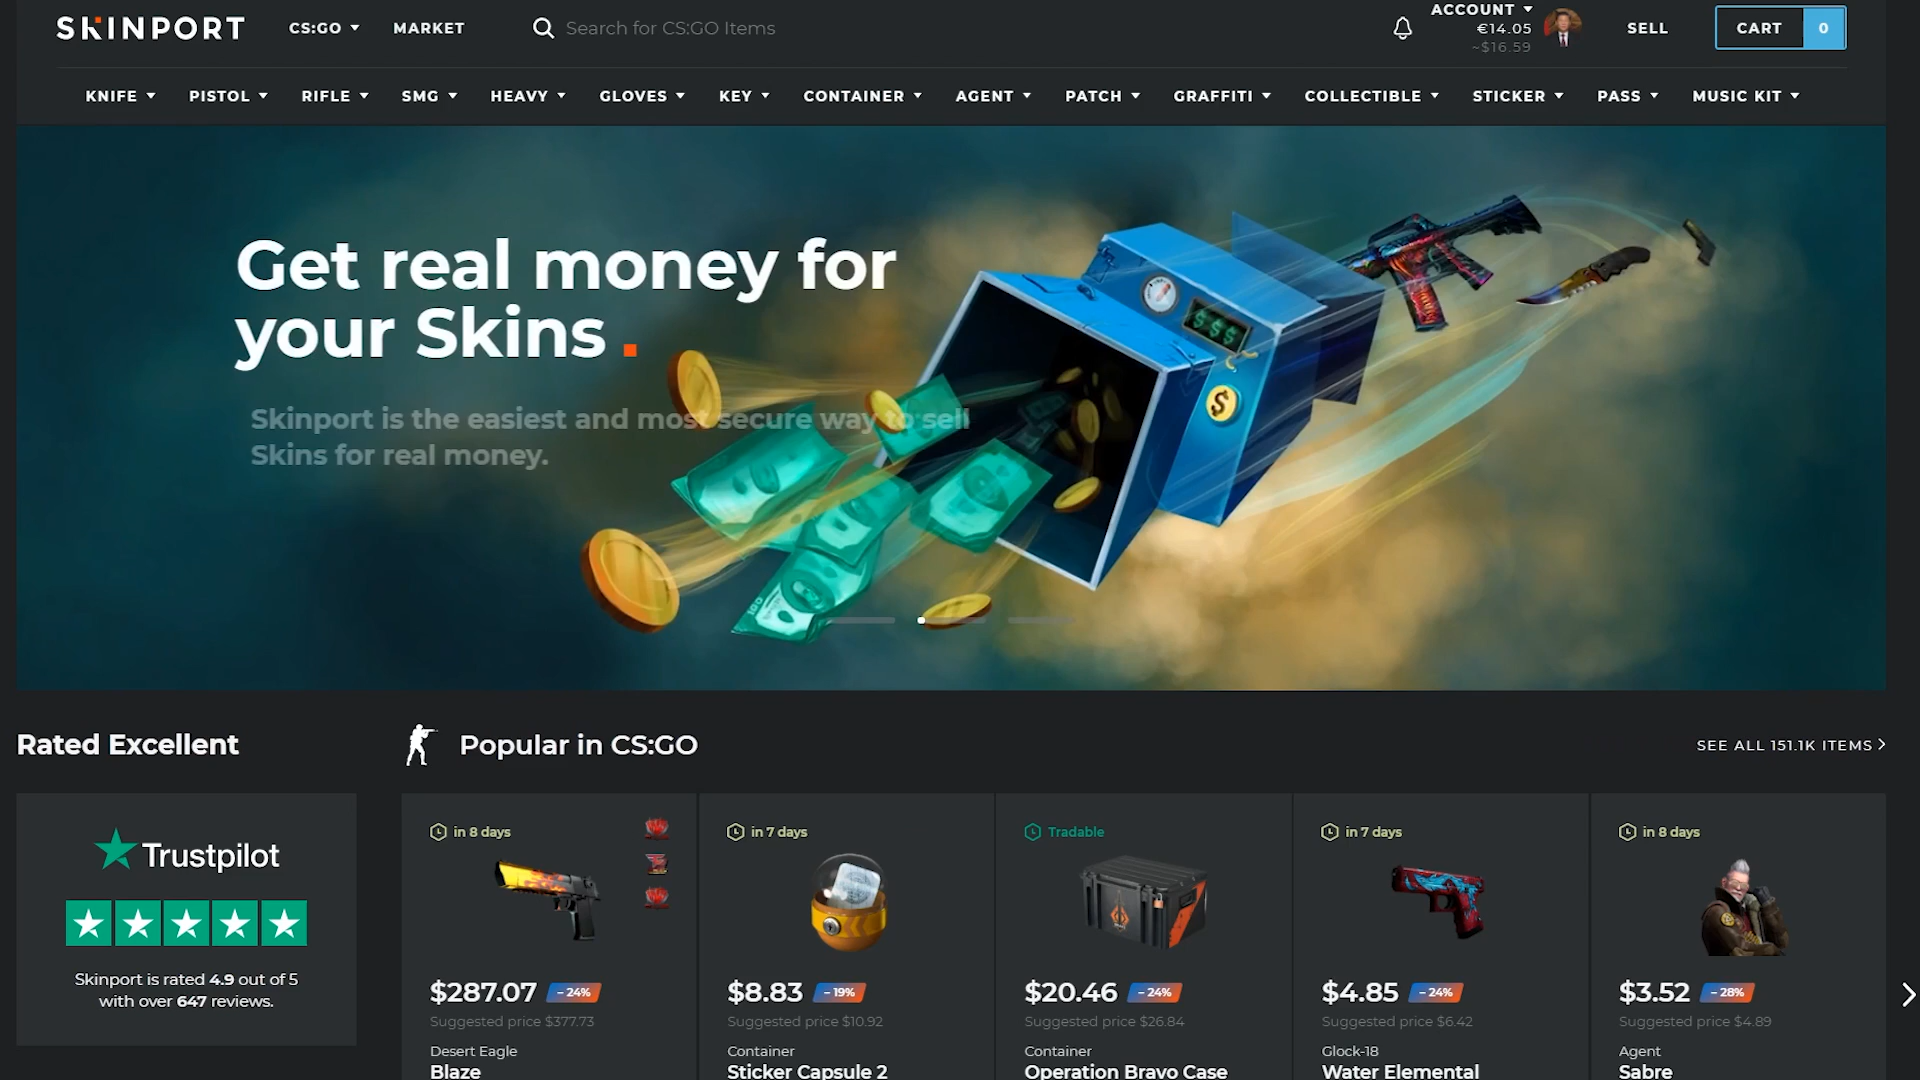 SKINPORT
CS:GO
MARKET
Search for CS:GO Items
ACCOUNT
€14.05
~$16.59
SELL
CART
0
KNIFE
PISTOL
RIFLE
SMG
HEAVY
GLOVES
KEY
CONTAINER
AGENT
PATCH
GRAFFITI
COLLECTIBLE
STICKER
PASS
MUSIC KIT
Get real money for
your Skins.
Skinport is the easiest and most secure way to sell
Skins for real money.
$$$
$
Rated Excellent
Popular in CS:GO
SEE ALL 151.1K ITEMS
Trustpilot
Skinport is rated 4.9 out of 5
with over 647 reviews.
in 8 days
$287.07
– 24%
Suggested price $377.73
Desert Eagle
Blaze
in 7 days
$8.83
– 19%
Suggested price $10.92
Container
Sticker Capsule 2
Tradable
$20.46
– 24%
Suggested price $26.84
Container
Operation Bravo Case
in 7 days
$4.85
– 24%
Suggested price $6.42
Glock-18
Water Elemental
in 8 days
$3.52
– 28%
Suggested price $4.89
Agent
Sabre